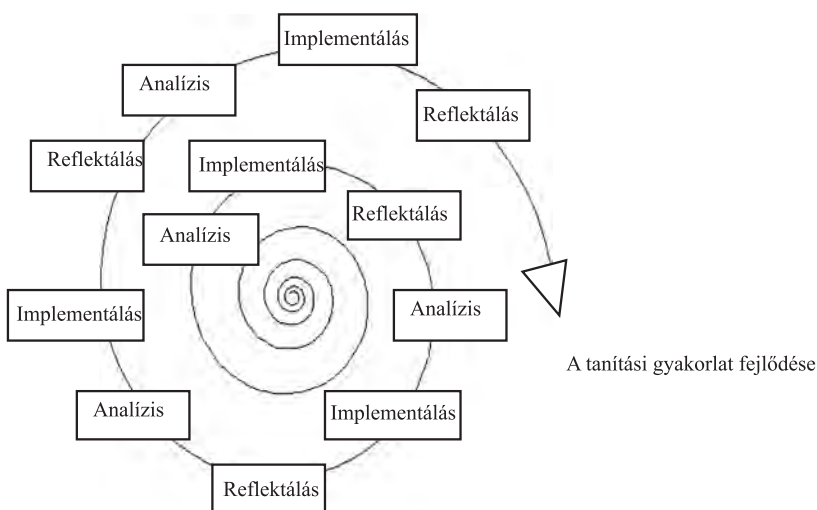 Implementálás
Analízis
Reflektálás
Reflektálás
Implementálás
Reflektálás
Analízis
Implementálás
Analízis
A tanítási gyakorlat fejlődése
Analízis
Implementálás
Reflektálás